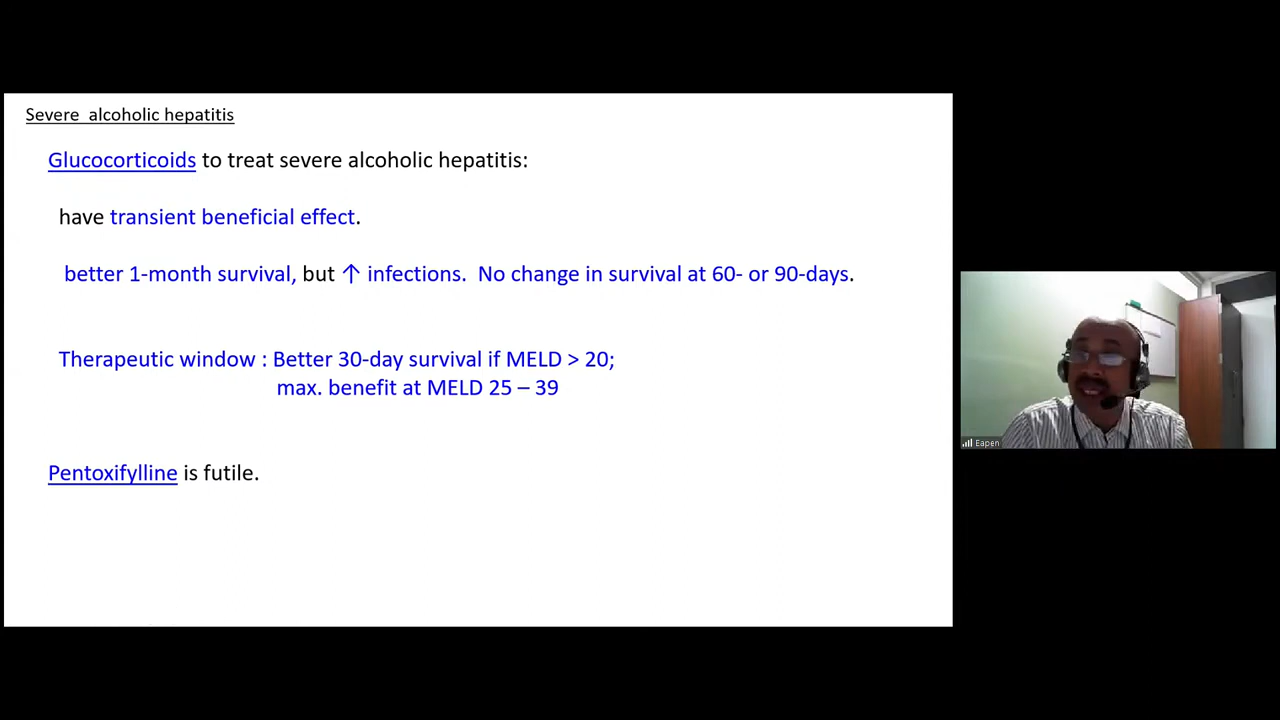 Severe  alcoholic hepatitis
Glucocorticoids to treat severe alcoholic hepatitis:
have transient beneficial effect.
better 1-month survival, but ↑ infections.  No change in survival at 60- or 90-days.
Therapeutic window : Better 30-day survival if MELD > 20;
max. benefit at MELD 25 – 39
Pentoxifylline is futile.
Eapen